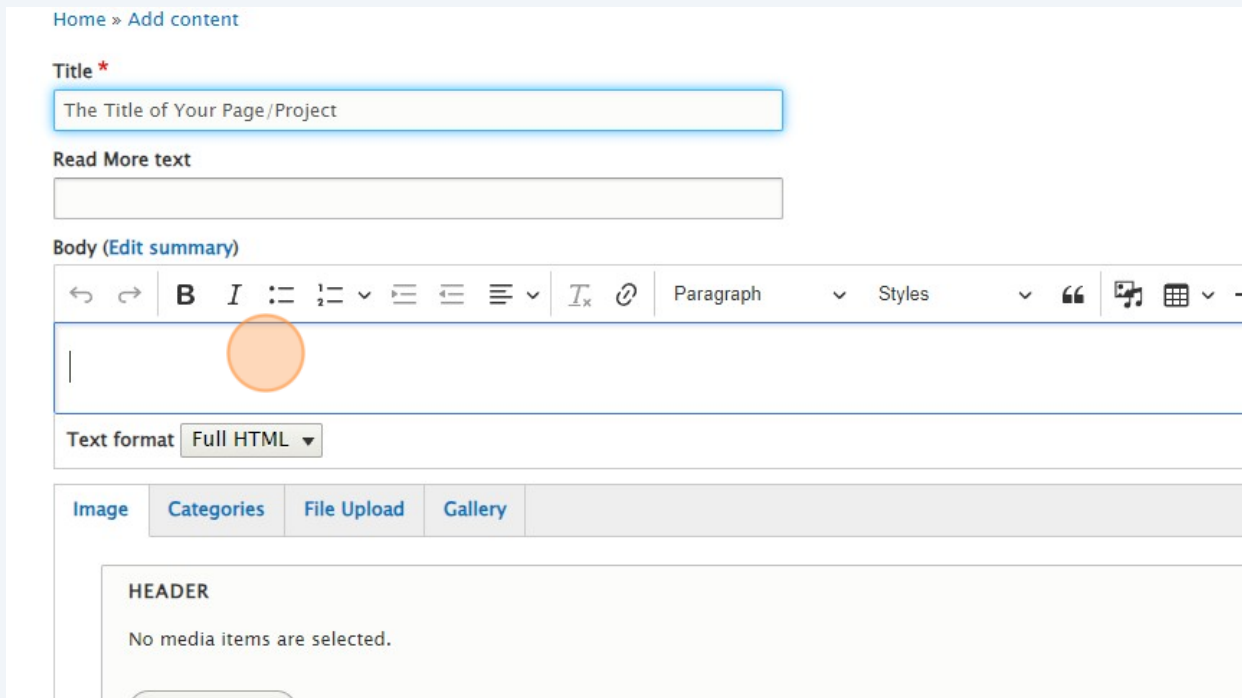 Home » Add content
Title *
The Title of Your Page/Project
Read More text
Body (Edit summary)
Paragraph Styles
Text format Full HTML
Image Categories File Upload Gallery
HEADER
No media items are selected.